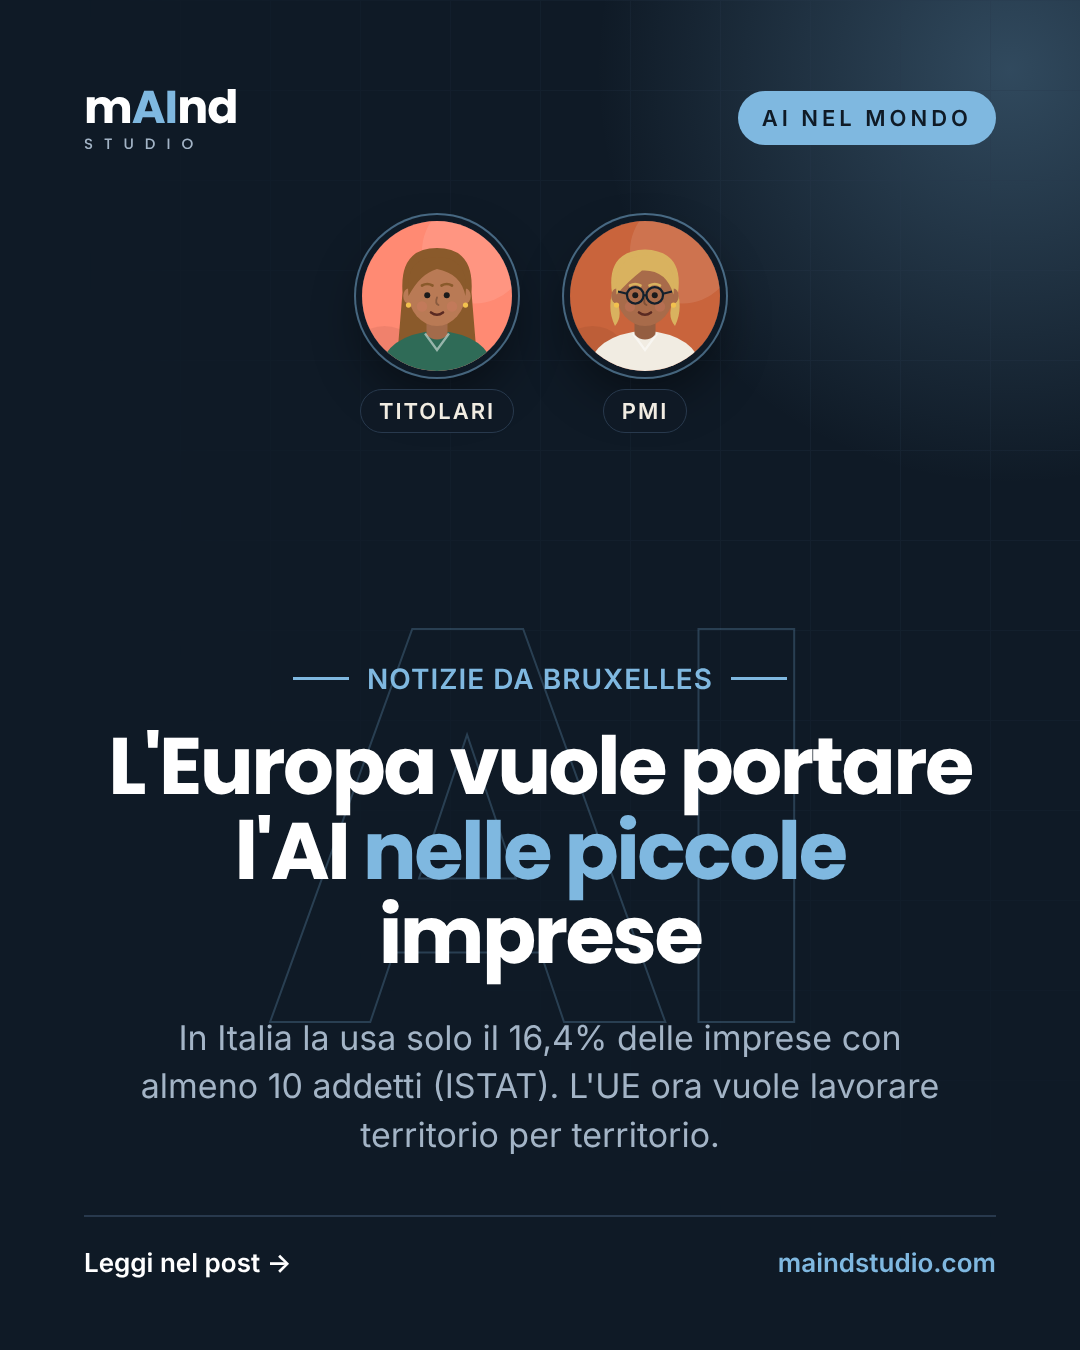 mAInd
STUDIO
AI NEL MONDO
TITOLARI
PMI
NOTIZIE DA BRUXELLES
L'Europa vuole portare
l'AI nelle piccole
imprese
AI
In Italia la usa solo il 16,4% delle imprese con
almeno 10 addetti (ISTAT). L'UE ora vuole lavorare
territorio per territorio.
Leggi nel post →
maindstudio.com